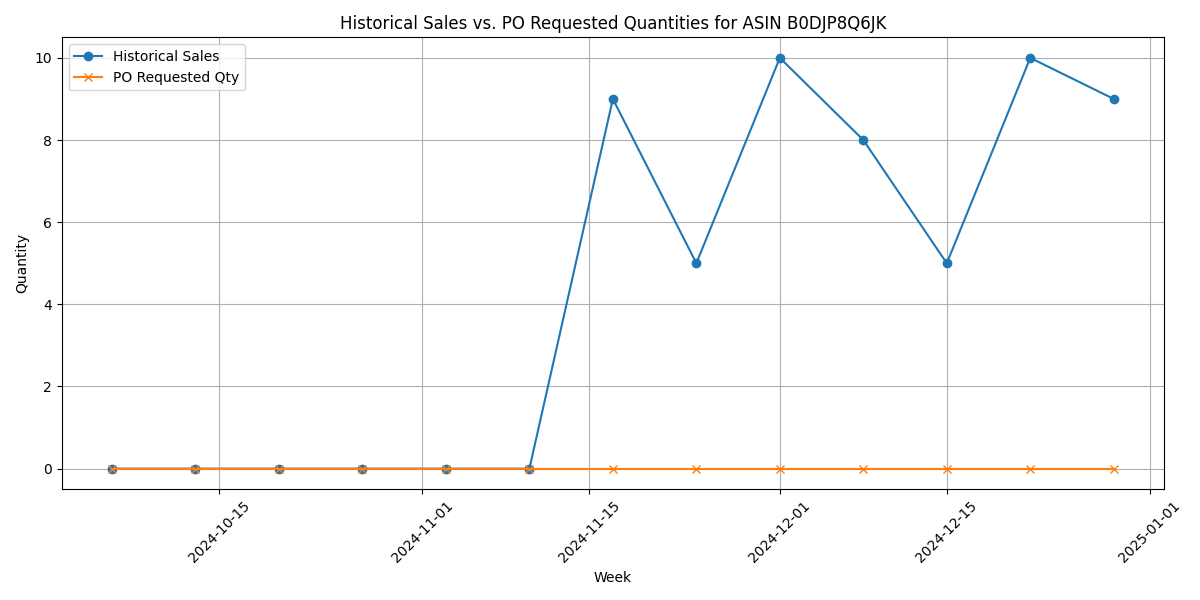 Historical Sales vs. PO Requested Quantities for ASIN B0DJP8Q6JK
Historical Sales
PO Requested Qty
Quantity
10
8
6
4
2
0
2024-10-15
2024-11-01
2024-11-15
2024-12-01
2024-12-15
2025-01-01
Week